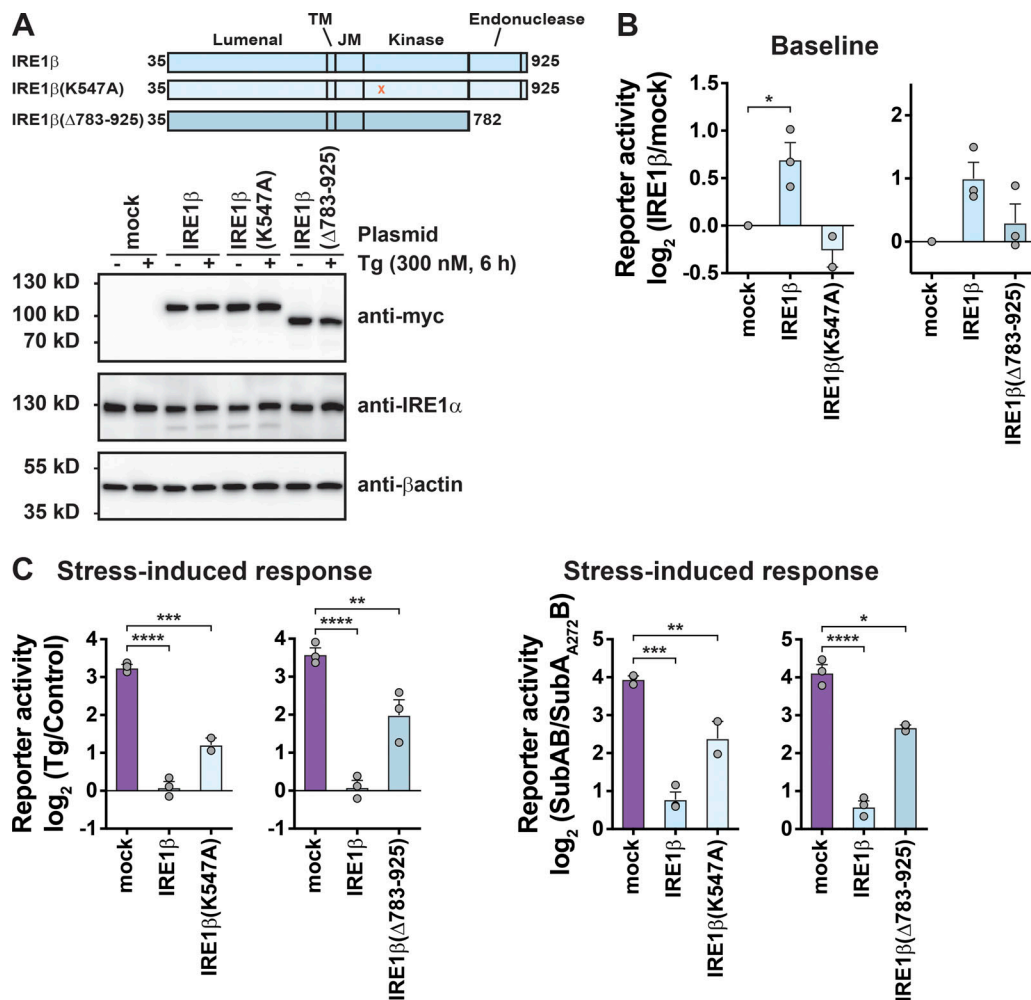 A
TM
Endonuclease
Lumenal
JM
Kinase
IRE1β 35 925
IRE1β(K547A) 35 x 925
IRE1β(Δ783-925) 35 782
mock
IRE1β
IRE1β (K547A)
IRE1β (Δ783-925)
Plasmid
- + - + - + - + Tg (300 nM, 6 h)
130 kD
100 kD
70 kD
anti-myc
130 kD
anti-IRE1α
55 kD
35 kD
anti-βactin
B
Baseline
Reporter activity
log₂ (IRE1β/mock)
1.5
1.0
0.5
0.0
-0.5
*
mock
IRE1β
IRE1β(K547A)
2
1
0
mock
IRE1β
IRE1β(Δ783-925)
C
Stress-induced response
Reporter activity
log₂ (Tg/Control)
4
3
2
1
0
-1
***
****
mock
IRE1β
IRE1β(K547A)
4
3
2
1
0
-1
**
****
mock
IRE1β
IRE1β(Δ783-925)
Stress-induced response
Reporter activity
log₂ (SubAB/SubA_A272B)
5
4
3
2
1
0
**
***
mock
IRE1β
IRE1β(K547A)
5
4
3
2
1
0
*
****
mock
IRE1β
IRE1β(Δ783-925)